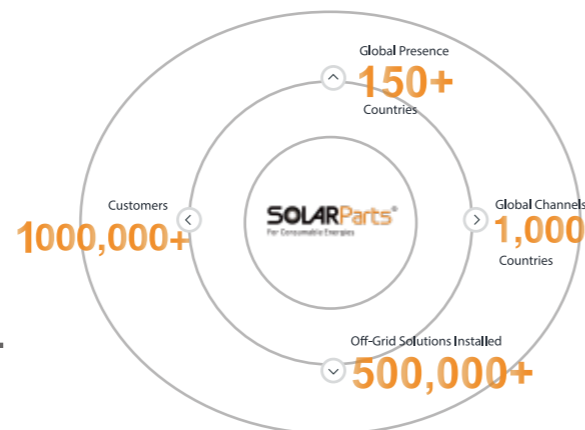 Global Presence
150+
Countries
Customers
1000,000+
SOLARParts®
For Consumable Energies
Global Channels
1,000
Countries
Off-Grid Solutions Installed
500,000+